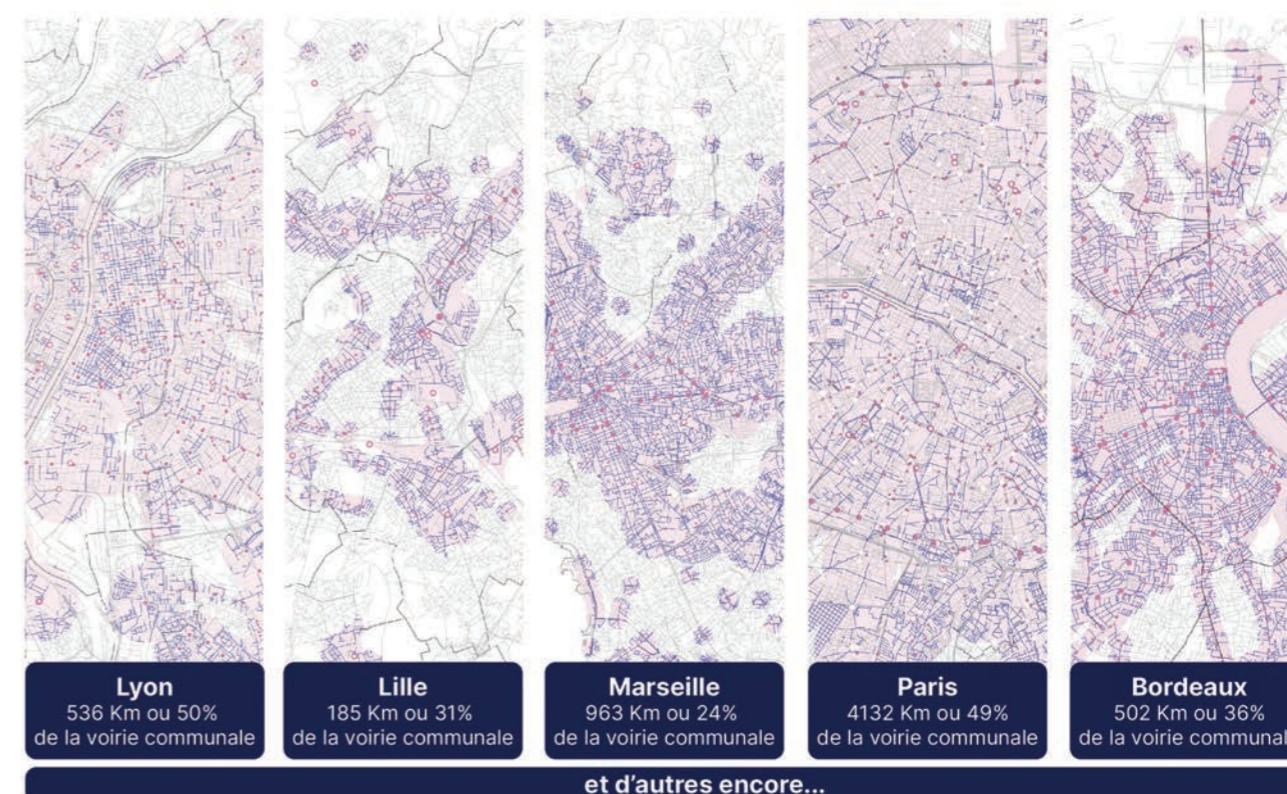 Lyon
536 Km ou 50%
de la voirie communale
Lille
185 Km ou 31%
de la voirie communale
Marseille
963 Km ou 24%
de la voirie communale
Paris
4132 Km ou 49%
de la voirie communale
Bordeaux
502 Km ou 36%
de la voirie communal
et d'autres encore...